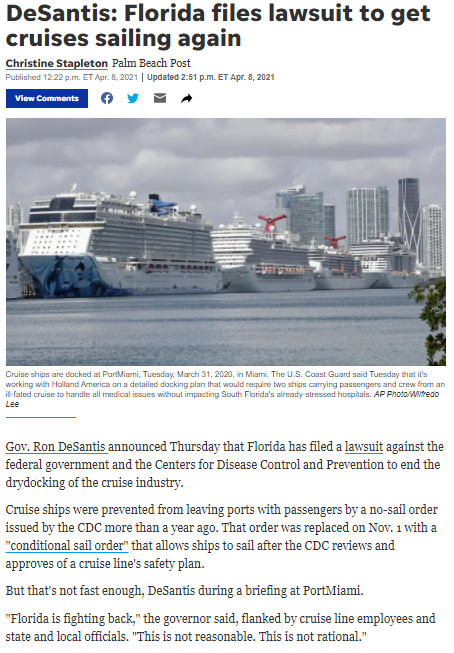 DeSantis: Florida files lawsuit to get
cruises sailing again
Christine Stapleton Palm Beach Post
Published 12:22 p.m. ET Apr. 8, 2021 | Updated 2:51 p.m. ET Apr. 8, 2021
View Comments
Cruise ships are docked at PortMiami, Tuesday, March 31, 2020, in Miami. The U.S. Coast Guard said Tuesday that it's
working with Holland America on a detailed docking plan that would require two ships carrying passengers and crew from an
ill-fated cruise to handle all medical issues without impacting South Florida's already-stressed hospitals. AP Photo/Wilfredo
Lee
Gov. Ron DeSantis announced Thursday that Florida has filed a lawsuit against the
federal government and the Centers for Disease Control and Prevention to end the
drydocking of the cruise industry.
Cruise ships were prevented from leaving ports with passengers by a no-sail order
issued by the CDC more than a year ago. That order was replaced on Nov. 1 with a
"conditional sail order" that allows ships to sail after the CDC reviews and
approves of a cruise line's safety plan.
But that's not fast enough, DeSantis during a briefing at PortMiami.
"Florida is fighting back," the governor said, flanked by cruise line employees and
state and local officials. "This is not reasonable. This is not rational."